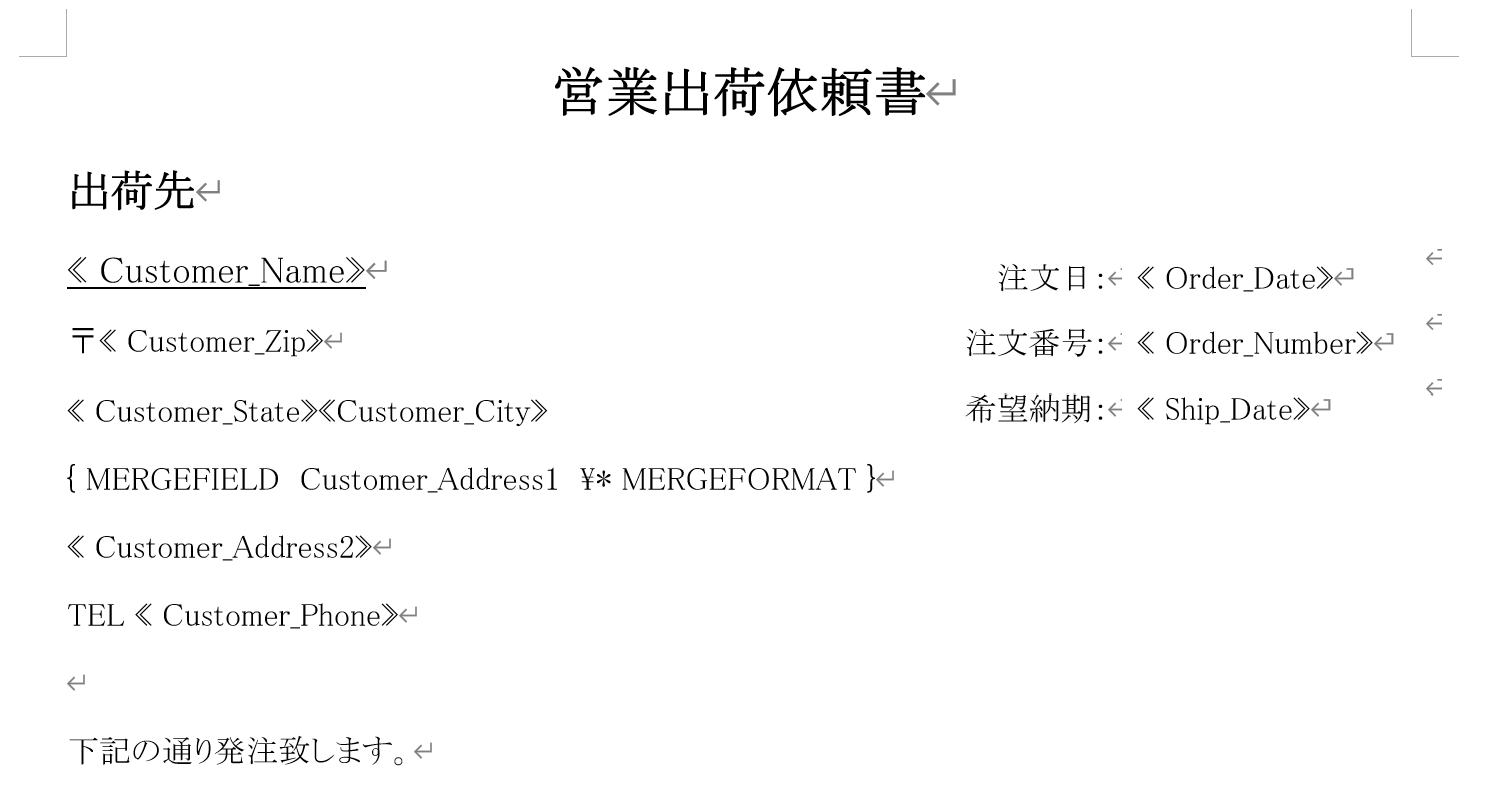 営業出荷依頼書
出荷先
《 Customer_Name》
〒《 Customer_Zip》
《 Customer_State》《Customer_City》
{ MERGEFIELD Customer_Address1 ¥* MERGEFORMAT }
《 Customer_Address2》
TEL 《 Customer_Phone》
注文日: 《 Order_Date》
注文番号: 《 Order_Number》
希望納期: 《 Ship_Date》
下記の通り発注致します。